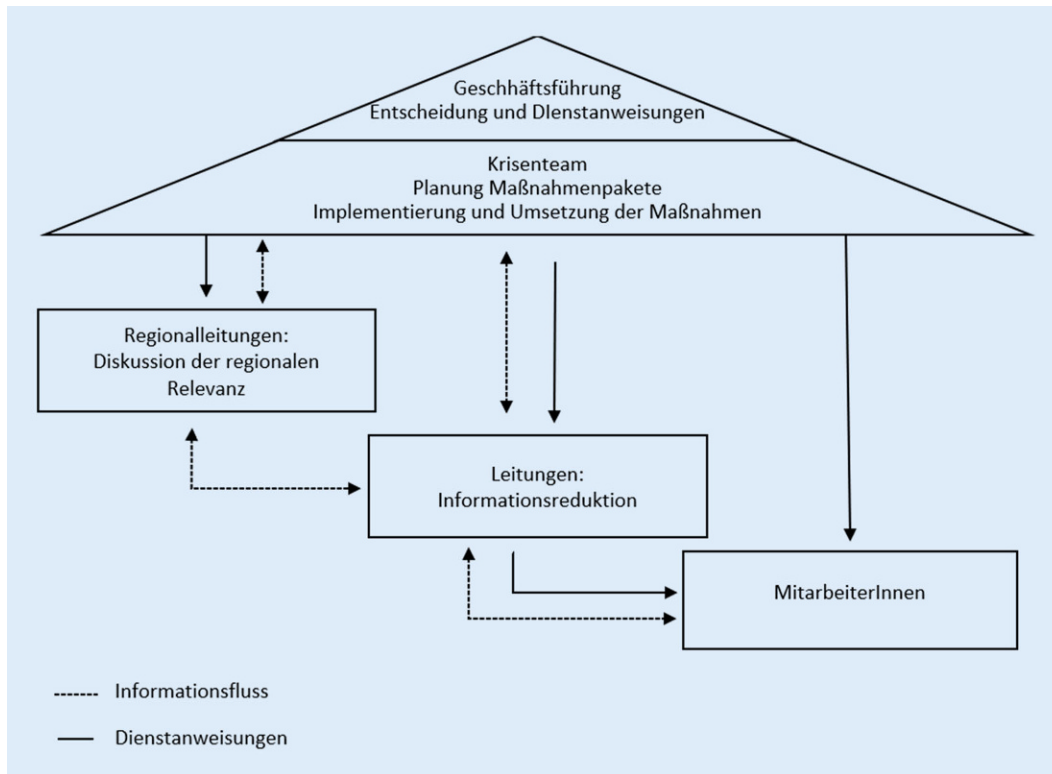 Geschhäftsführung
Entscheidung und DIenstanweisungen
Krisenteam
Planung Maßnahmenpakete
Implementierung und Umsetzung der Maßnahmen
Regionalleitungen:
Diskussion der regionalen
Relevanz
Leitungen:
Informationsreduktion
MitarbeiterInnen
Informationsfluss
Dienstanweisungen